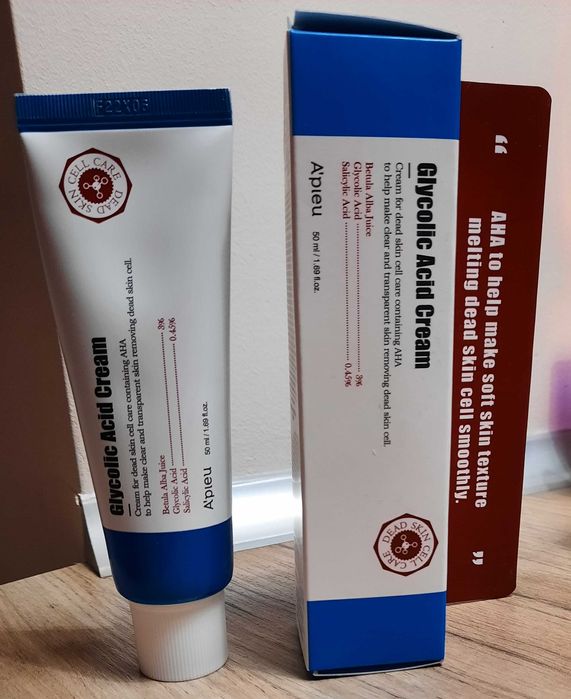 F22X05
DEAD SKIN CELL CARE
Glycolic Acid Cream
Cream for dead skin cell care containing AHA
to help make clear and transparent skin removing dead skin cell.
Betula Alba Juice
Glycolic Acid 3%
Salicylic Acid 0.45%
A'pieu 50 ml / 1.69 fl.oz.
A'pieu
Glycolic Acid Cream
Cream for dead skin cell care containing AHA
to help make clear and transparent skin removing dead skin cell.
Betula Alba Juice
Glycolic Acid 3%
Salicylic Acid 0.45%
A'pieu 50 ml / 1.69 fl.oz.
DEAD SKIN CELL CARE
“ AHA to help make soft skin texture
melting dead skin cell smoothly. ”